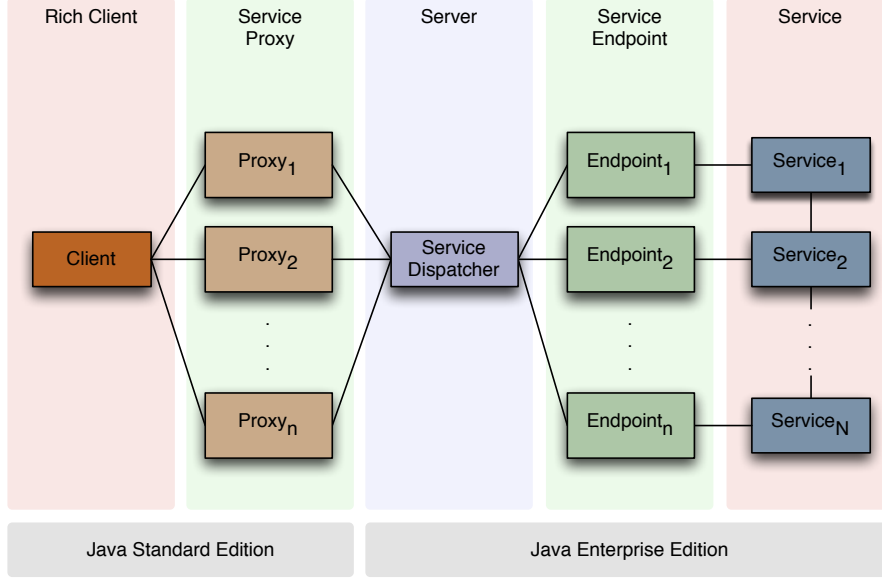 Rich Client
Service
Proxy
Server
Service
Endpoint
Service
Proxy1
Endpoint1
Service1
Client
Proxy2
Service
Dispatcher
Endpoint2
Service2
.
.
.
.
.
.
.
.
.
Proxyn
Endpointn
ServiceN
Java Standard Edition
Java Enterprise Edition